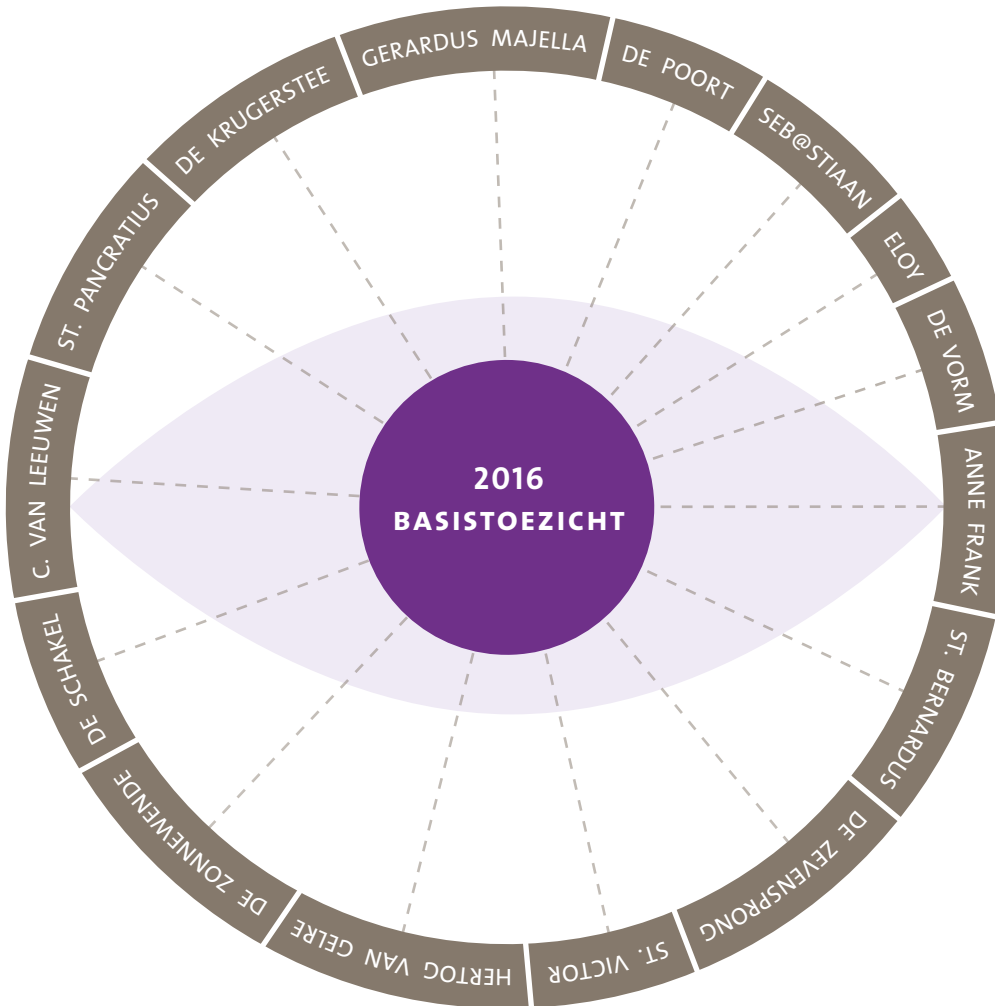 GERARDUS MAJELLA
DE POORT
SEB@STIAAN
ELOY
DE VORM
ANNE FRANK
ST. BERNARDUS
DE ZEVENSPRONG
ST. VICTOR
HERTOG VAN GELRE
DE ZONNEWENDE
DE SCHAKEL
C. VAN LEEUWEN
ST. PANCRATIUS
DE KRUGERSTEE
2016
BASISTOEZICHT